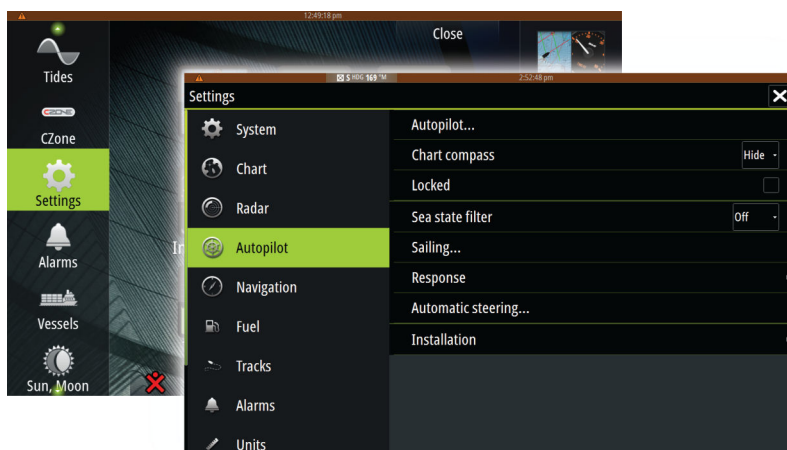 12:49:18 pm
Close
Tides
CZONE
CZone
Settings
Alarms
Vessels
Sun, Moon
S HDG 169 °M
2:52:48 pm
Settings
System
Chart
Radar
Autopilot
Navigation
Fuel
Tracks
Alarms
Units
Autopilot...
Chart compass
Hide
Locked
Sea state filter
Off
Sailing...
Response
Automatic steering...
Installation